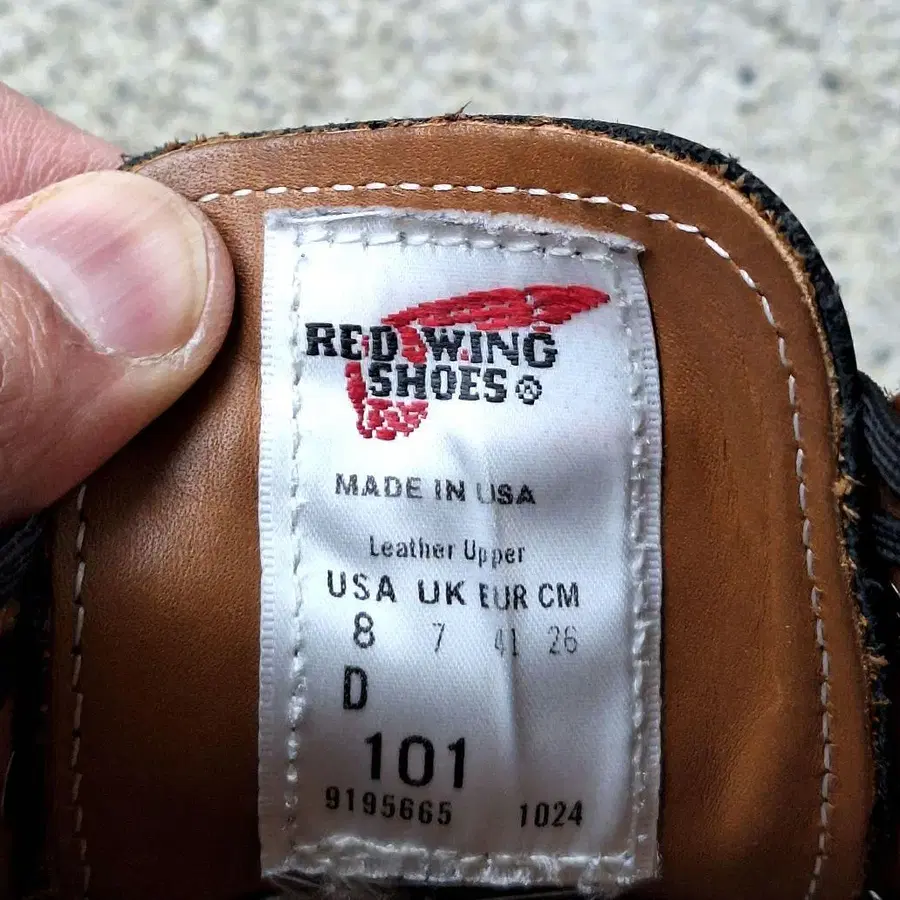 RED WING
SHOES®
MADE IN USA
Leather Upper
USA UK EUR CM
8 7 41 26
D
101
9195665 1024